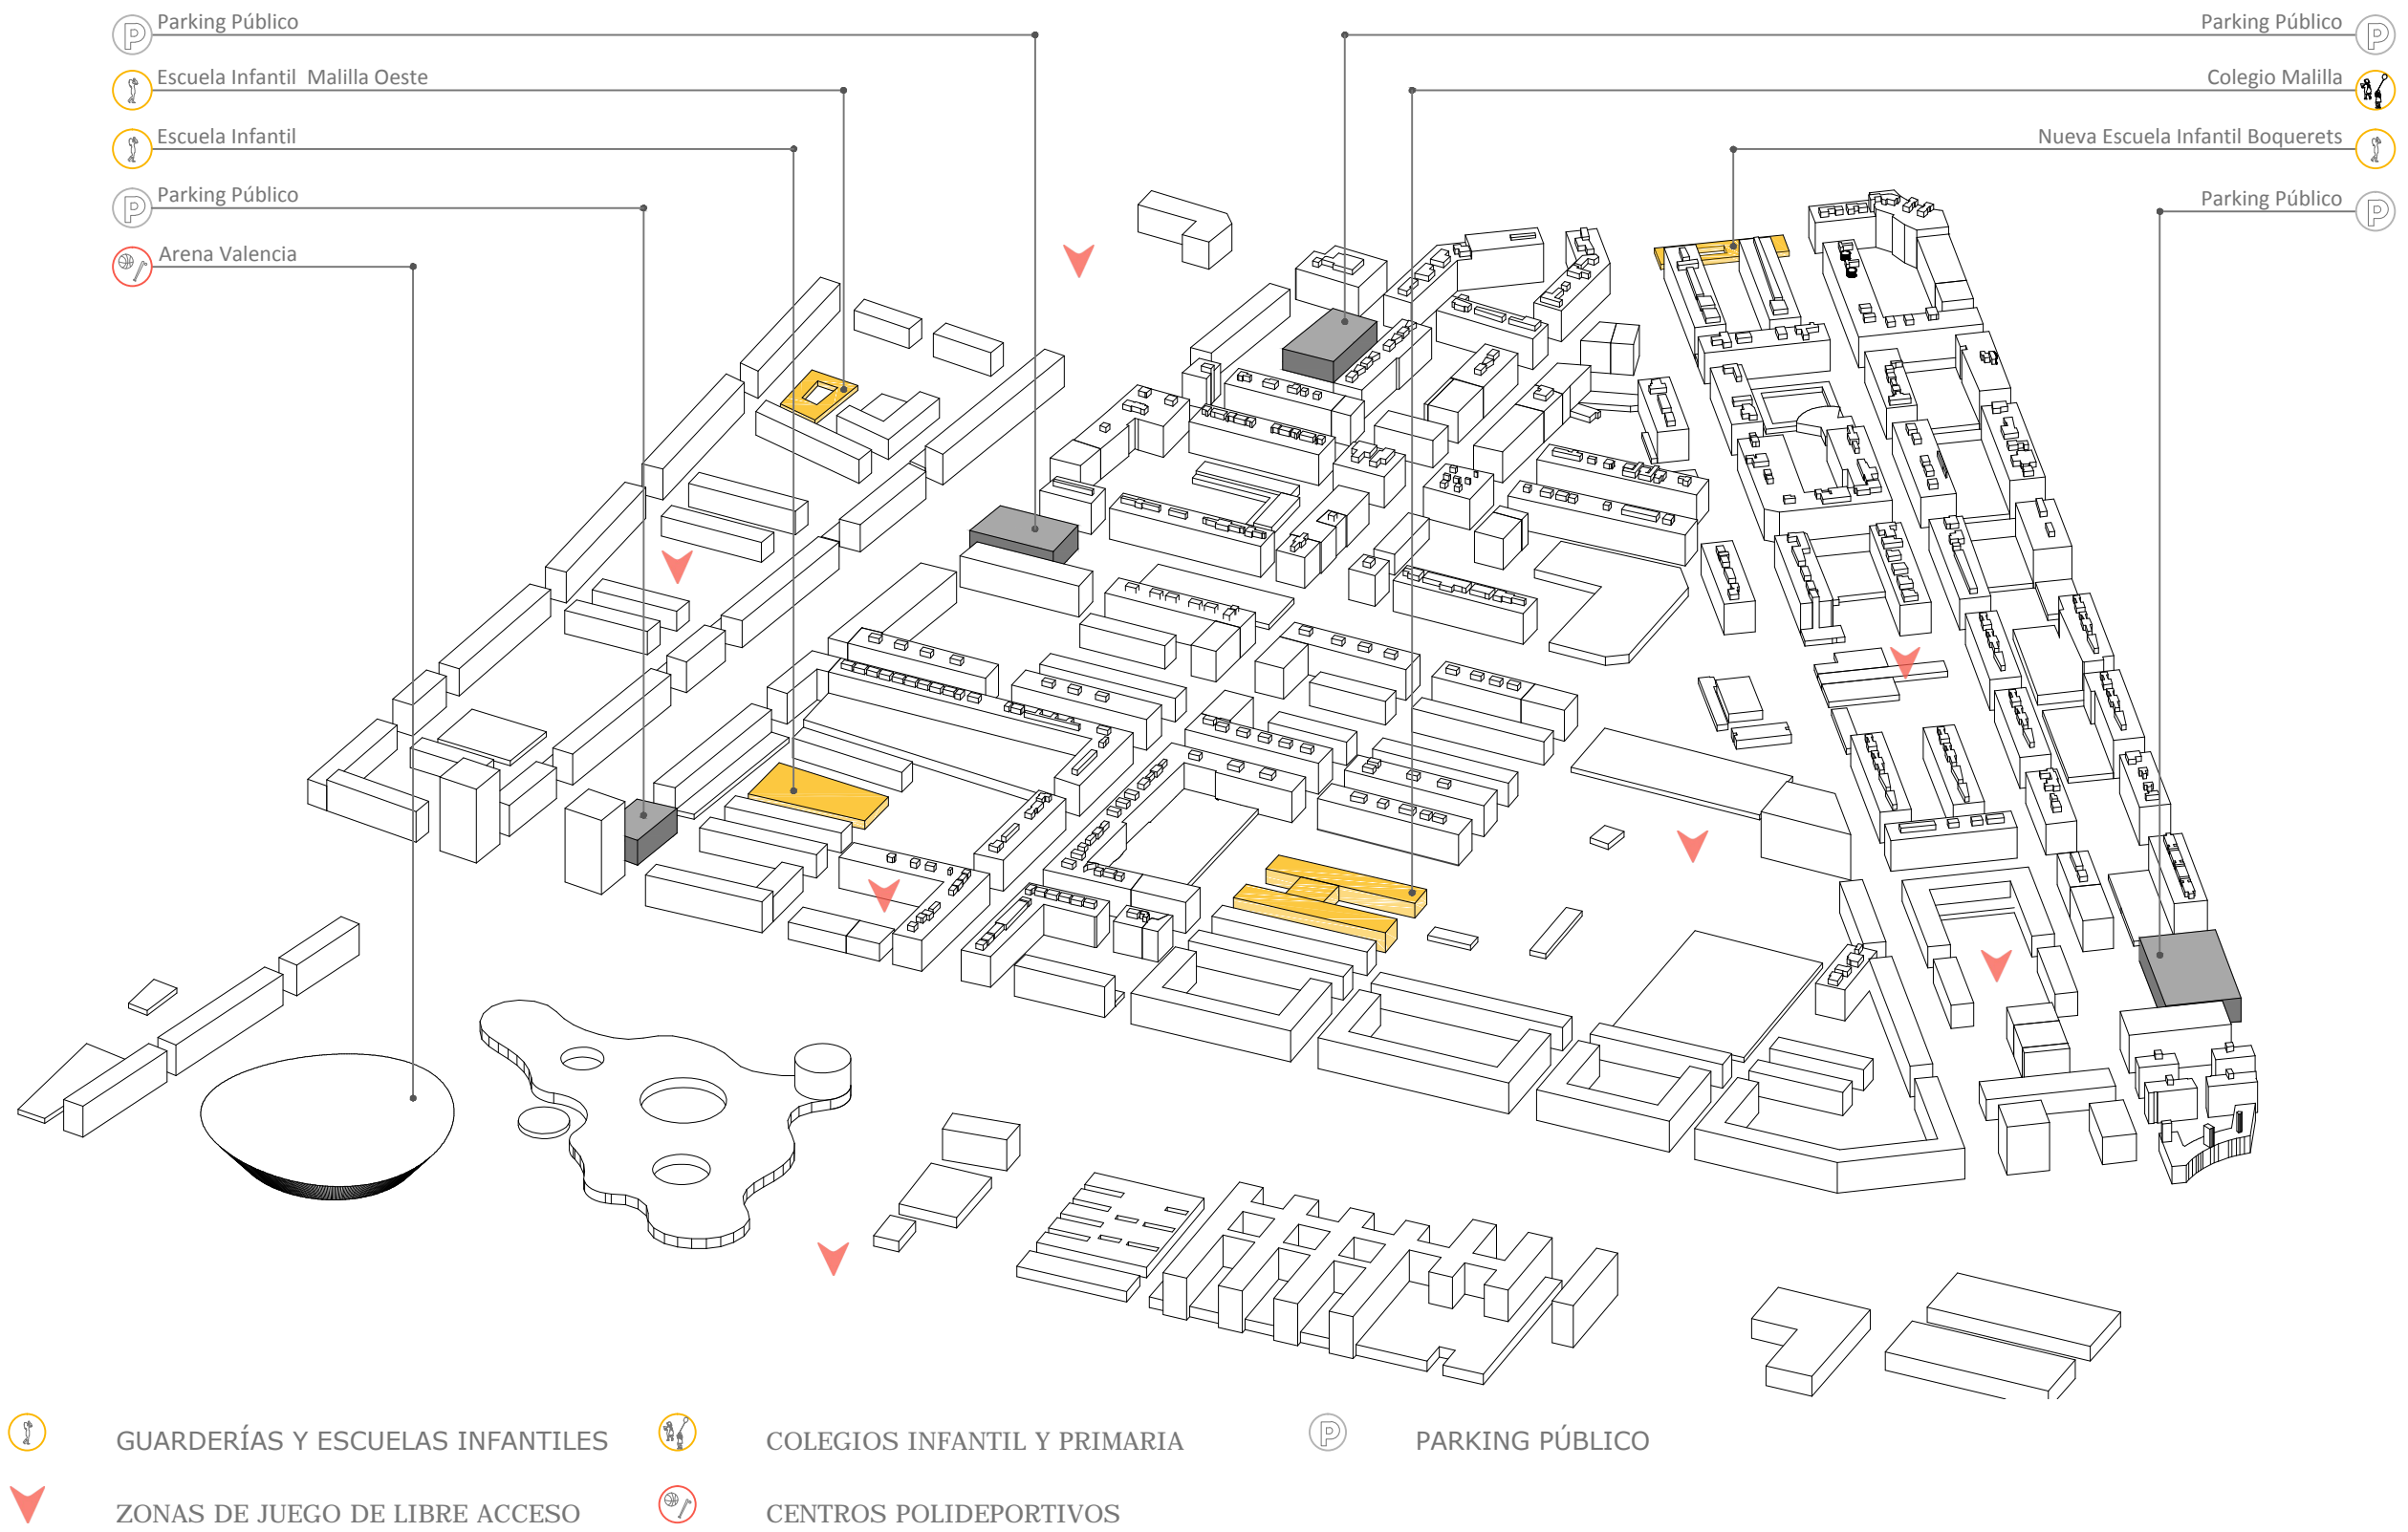 Parking Público
Escuela Infantil Malilla Oeste
Escuela Infantil
Parking Público
Arena Valencia
Parking Público
Colegio Malilla
Nueva Escuela Infantil Boquerets
Parking Público
P
P
P
P
GUARDERÍAS Y ESCUELAS INFANTILES
COLEGIOS INFANTIL Y PRIMARIA
P
PARKING PÚBLICO
ZONAS DE JUEGO DE LIBRE ACCESO
CENTROS POLIDEPORTIVOS